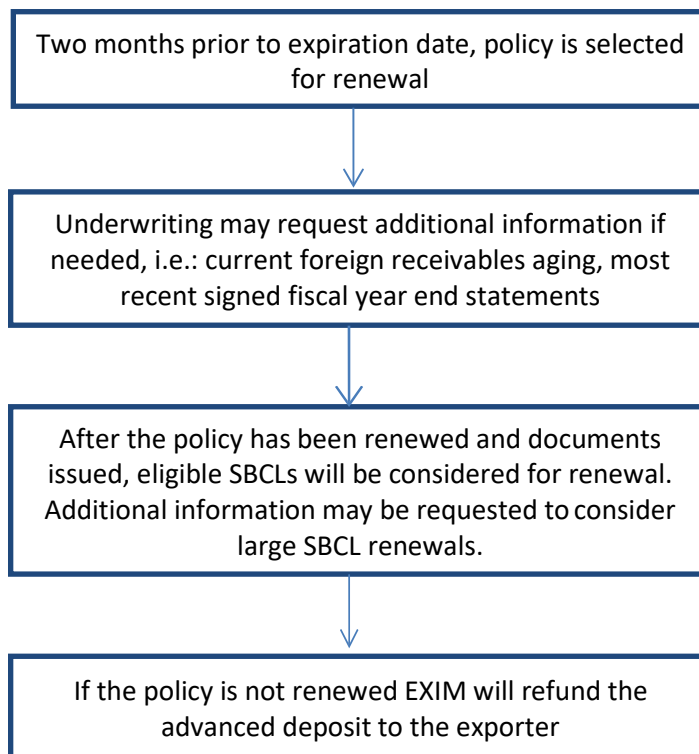 Two months prior to expiration date, policy is selected
for renewal
Underwriting may request additional information if
needed, i.e.: current foreign receivables aging, most
recent signed fiscal year end statements
After the policy has been renewed and documents
issued, eligible SBCLs will be considered for renewal.
Additional information may be requested to consider
large SBCL renewals.
If the policy is not renewed EXIM will refund the
advanced deposit to the exporter